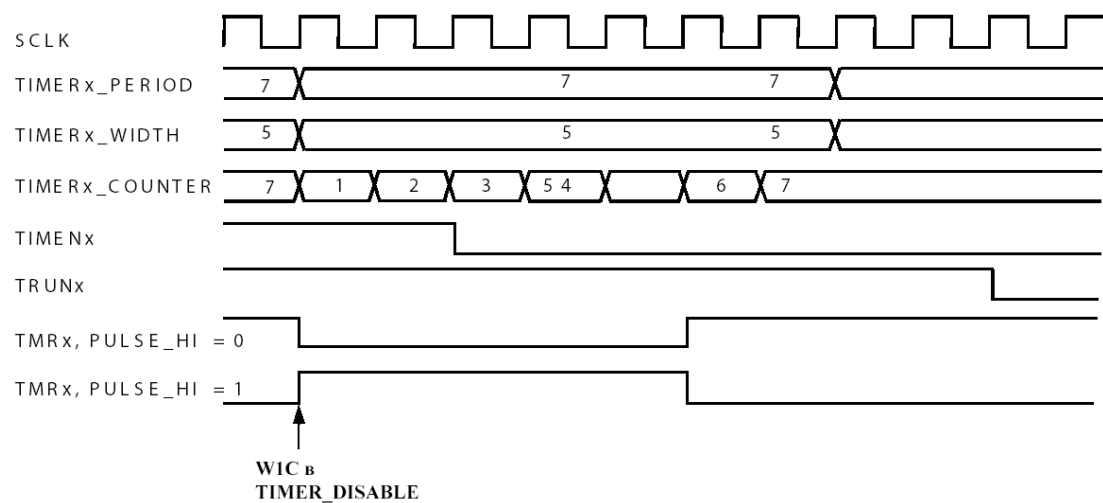 SCLK
TIMERx_PERIOD 7 7 7
TIMERx_WIDTH 5 5 5
TIMERx_COUNTER 7 1 2 3 5 4 6 7
TIMENx
TRUNx
TMRx, PULSE_HI = 0
TMRx, PULSE_HI = 1
W1C в
TIMER_DISABLE